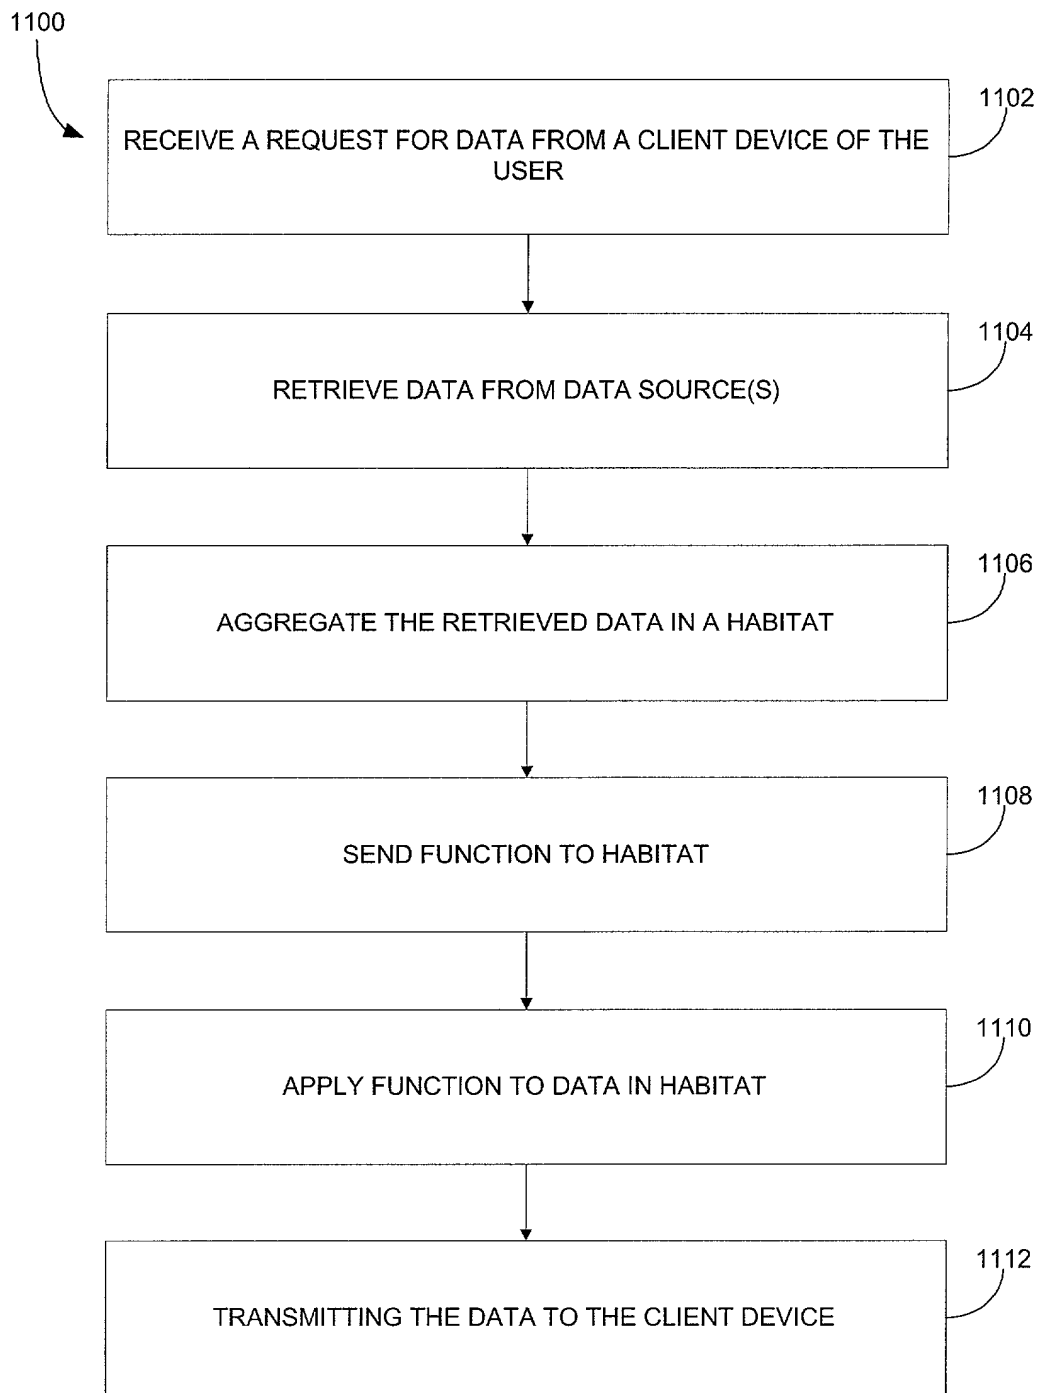 1100
1102
RECEIVE A REQUEST FOR DATA FROM A CLIENT DEVICE OF THE
USER
1104
RETRIEVE DATA FROM DATA SOURCE(S)
1106
AGGREGATE THE RETRIEVED DATA IN A HABITAT
1108
SEND FUNCTION TO HABITAT
1110
APPLY FUNCTION TO DATA IN HABITAT
1112
TRANSMITTING THE DATA TO THE CLIENT DEVICE